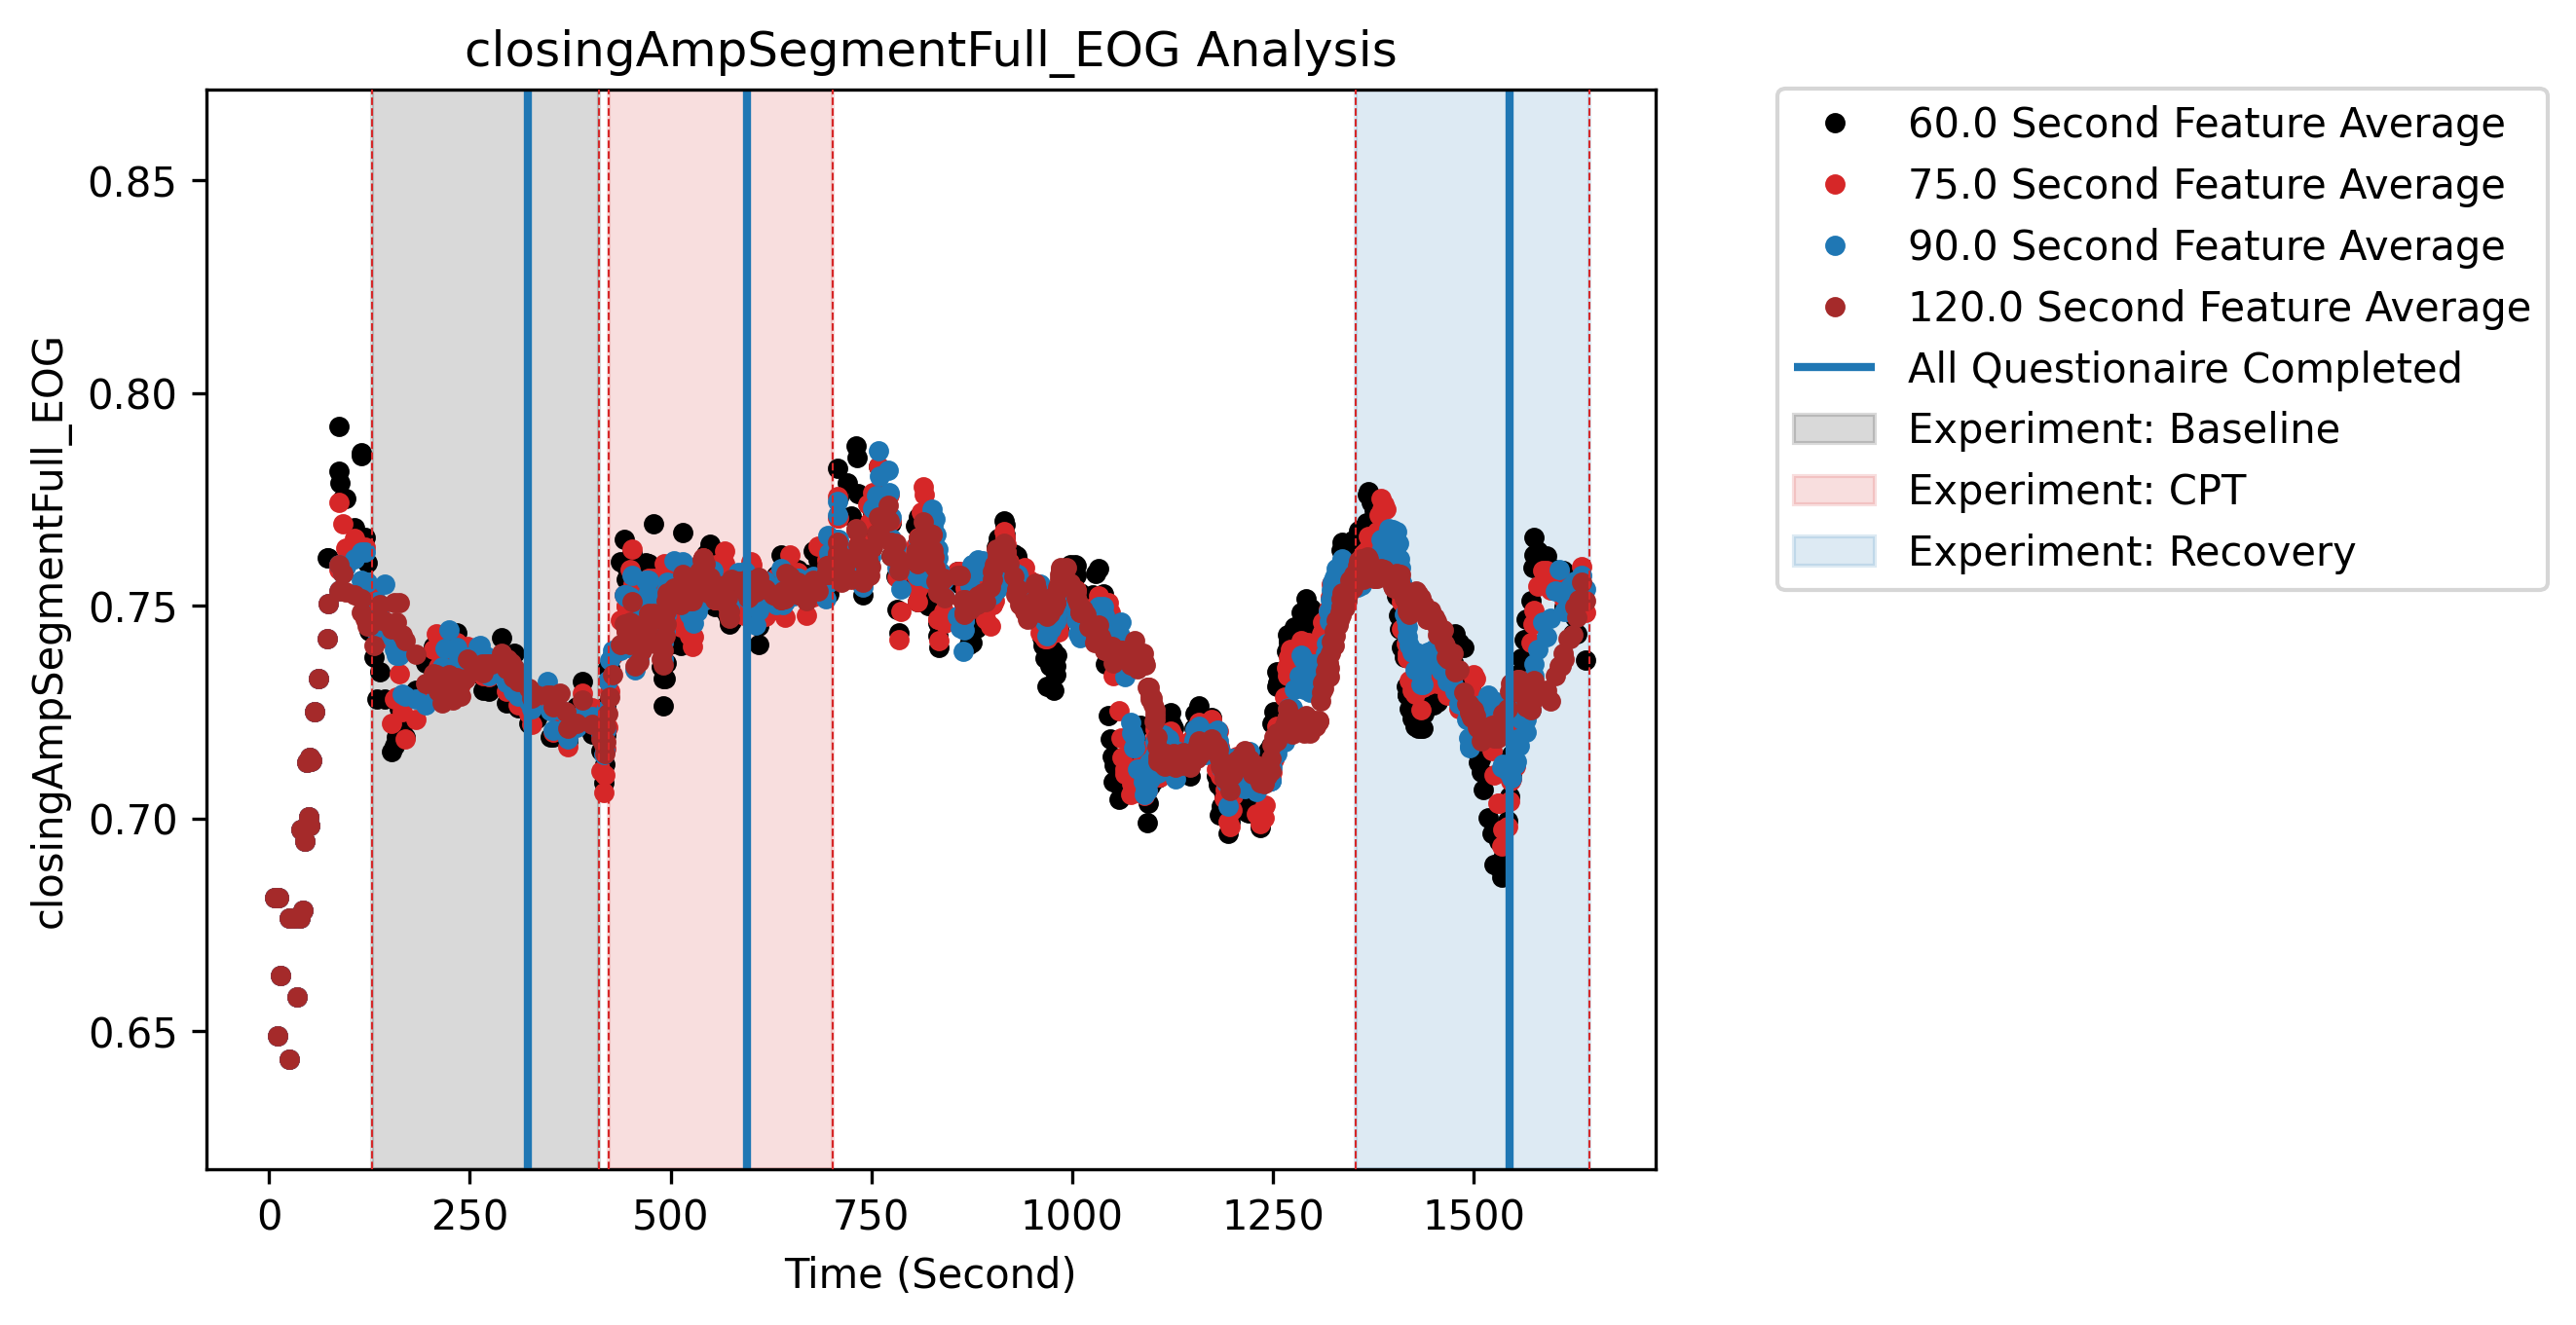 closingAmpSegmentFull_EOG Analysis
closingAmpSegmentFull_EOG
0.85
0.80
0.75
0.70
0.65
0 250 500 750 1000 1250 1500
Time (Second)
60.0 Second Feature Average
75.0 Second Feature Average
90.0 Second Feature Average
120.0 Second Feature Average
All Questionaire Completed
Experiment: Baseline
Experiment: CPT
Experiment: Recovery